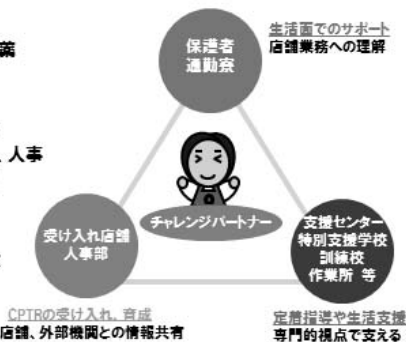 保護者
通勤寮
生活面でのサポート
店舗業務への理解
薬
、人事
チャレンジパートナー
受け入れ店舗
人事部
支援センター
特別支援学校
訓練校
作業所 等
CPTRの受け入れ、育成
店舗、外部機関との情報共有
定着指導や生活支援
専門的視点で支える